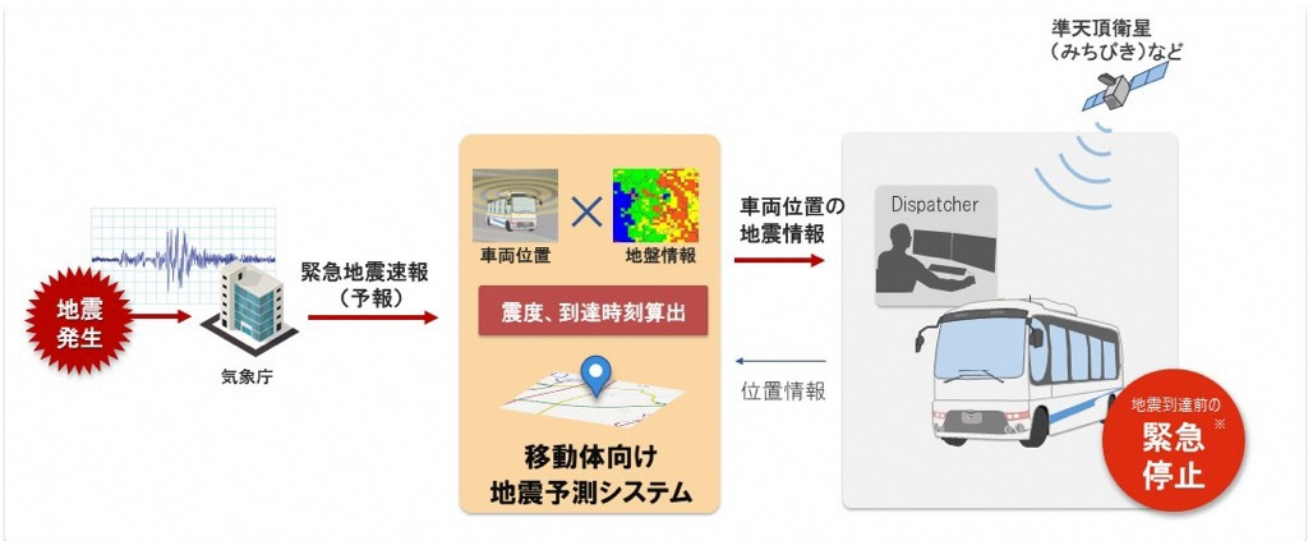 準天頂衛星
（みちびき）など
地震
発生
気象庁
緊急地震速報
（予報）
車両位置
地盤情報
震度、到達時刻算出
移動体向け
地震予測システム
車両位置の
地震情報
位置情報
Dispatcher
地震到達前の
緊急※
停止